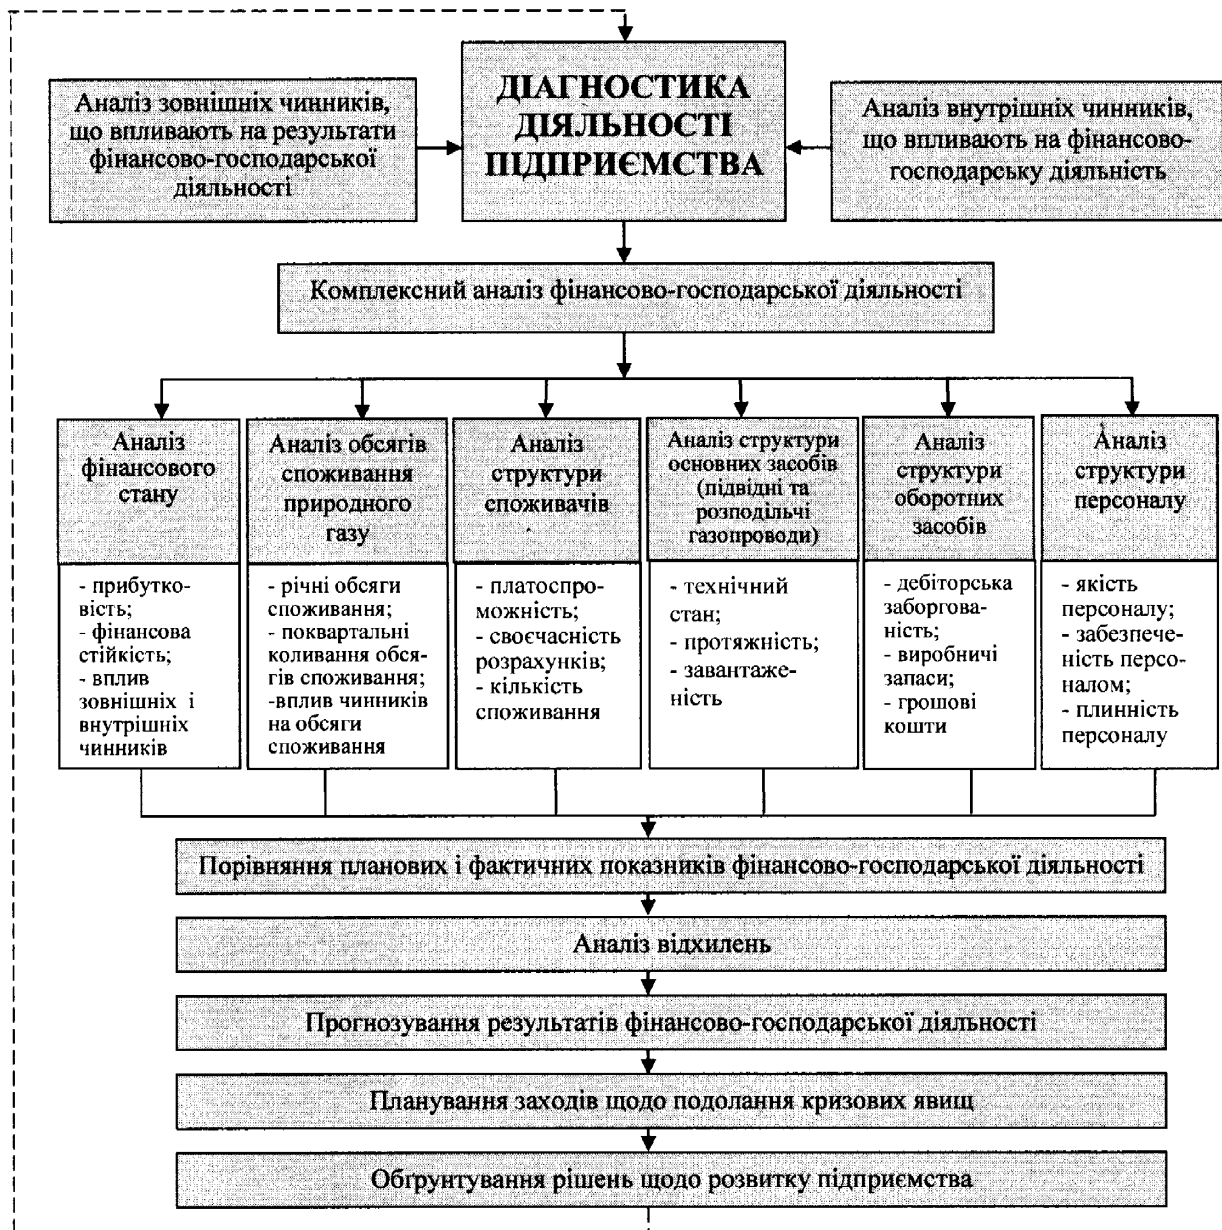 Аналіз зовнішніх чинників,
що впливають на результати
фінансово-господарської
діяльності
ДІАГНОСТИКА
ДІЯЛЬНОСТІ
ПІДПРИЄМСТВА
Аналіз внутрішніх чинників,
що впливають на фінансово-
господарську діяльність
Комплексний аналіз фінансово-господарської діяльності
Аналіз
фінансового
стану
- прибутко-
вість;
- фінансова
стійкість;
- вплив
зовнішніх і
внутрішніх
чинників
Аналіз обсягів
споживання
природного
газу
- річні обсяги
споживання;
- поквартальні
коливання обся-
гів споживання;
-вплив чинників
на обсяги
споживання
Аналіз
структури
споживачів
- платоспро-
можність;
- своєчасність
розрахунків;
- кількість
споживання
Аналіз структури
основних засобів
(підвідні та
розподільчі
газопроводи)
- технічний
стан;
- протяжність;
- завантаже-
ність
Аналіз
структури
оборотних
засобів
- дебіторська
заборгова-
ність;
- виробничі
запаси;
- грошові
кошти
Аналіз
структури
персоналу
- якість
персоналу;
- забезпече-
ність персо-
налом;
- плинність
персоналу
Порівняння планових і фактичних показників фінансово-господарської діяльності
Аналіз відхилень
Прогнозування результатів фінансово-господарської діяльності
Планування заходів щодо подолання кризових явищ
Обґрунтування рішень щодо розвитку підприємства